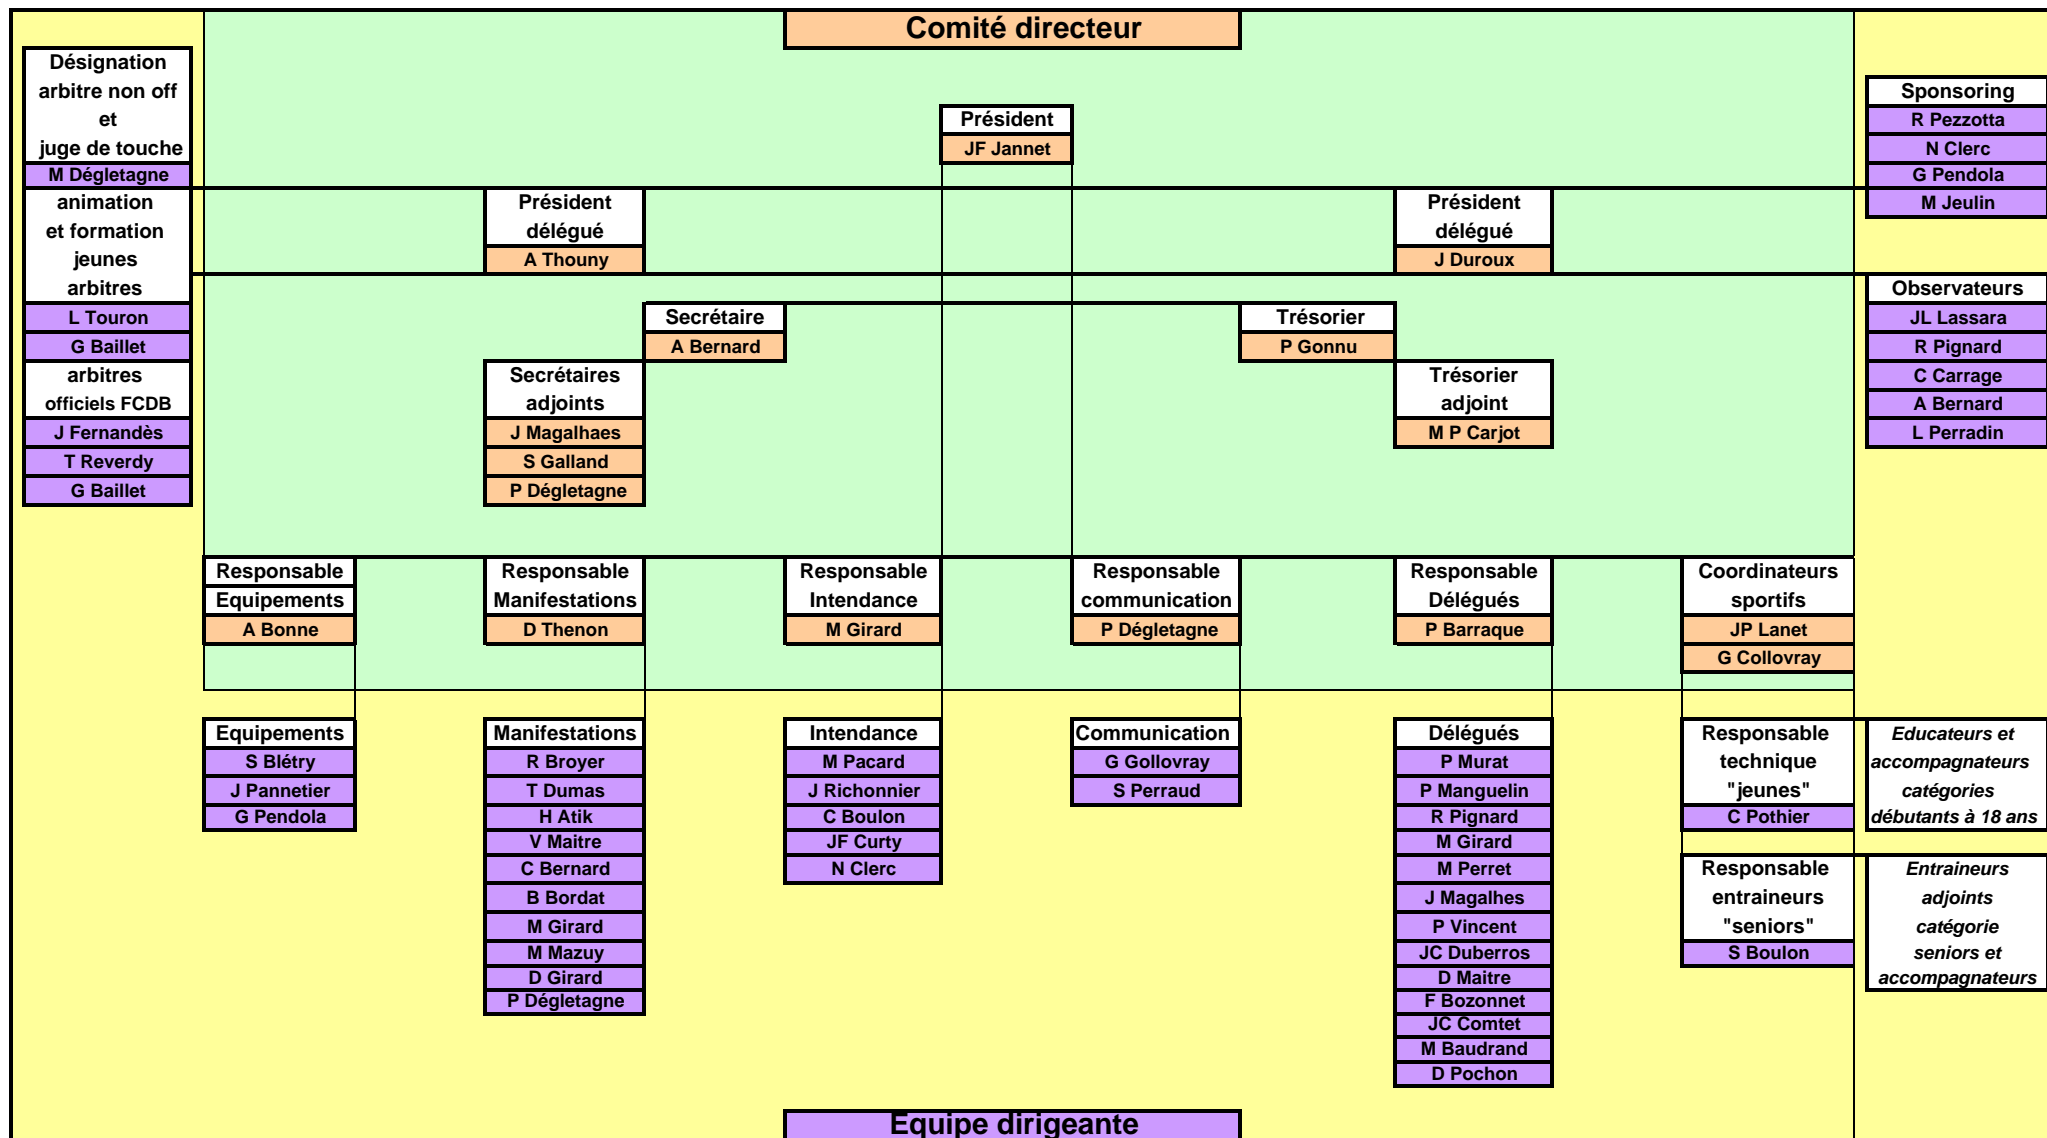 Comité directeur
Désignation
arbitre non off
et
juge de touche
M Dégletagne
animation
et formation
jeunes
arbitres
L Touron
G Baillet
arbitres
officiels FCDB
J Fernandès
T Reverdy
G Baillet
Président
JF Jannet
Président
délégué
A Thouny
Président
délégué
J Duroux
Secrétaire
A Bernard
Trésorier
P Gonnu
Secrétaires
adjoints
J Magalhaes
S Galland
P Dégletagne
Trésorier
adjoint
M P Carjot
Sponsoring
R Pezzotta
N Clerc
G Pendola
M Jeulin
Observateurs
JL Lassara
R Pignard
C Carrage
A Bernard
L Perradin
Responsable
Equipements
A Bonne
Responsable
Manifestations
D Thenon
Responsable
Intendance
M Girard
Responsable
communication
P Dégletagne
Responsable
Délégués
P Barraque
Coordinateurs
sportifs
JP Lanet
G Collovray
Equipements
S Blétry
J Pannetier
G Pendola
Manifestations
R Broyer
T Dumas
H Atik
V Maitre
C Bernard
B Bordat
M Girard
M Mazuy
D Girard
P Dégletagne
Intendance
M Pacard
J Richonnier
C Boulon
JF Curty
N Clerc
Communication
G Gollovray
S Perraud
Délégués
P Murat
P Manguelin
R Pignard
M Girard
M Perret
J Magalhes
P Vincent
JC Duberros
D Maitre
F Bozonnet
JC Comtet
M Baudrand
D Pochon
Responsable
technique
"jeunes"
C Pothier
Educateurs et
accompagnateurs
catégories
débutants à 18 ans
Responsable
entraineurs
"seniors"
S Boulon
Entraineurs
adjoints
catégorie
seniors et
accompagnateurs
Equipe dirigeante